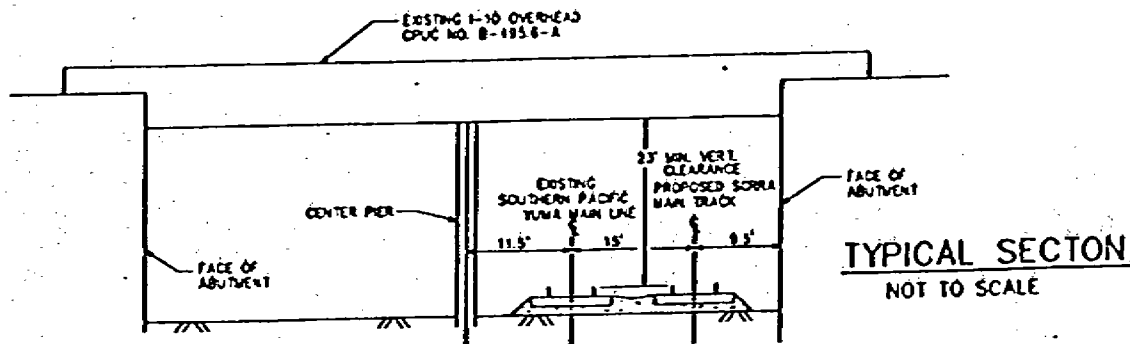 EXISTING I-10 OVERHEAD
CPUC NO. B-495.6-A
23' MIN. VERT.
CLEARANCE
EXISTING
SOUTHERN PACIFIC
YUMA MAIN LINE
PROPOSED SCRRA
MAIN TRACK
FACE OF
ABUTMENT
CENTER PIER
11.5'
15'
9.5'
FACE OF
ABUTMENT
TYPICAL SECTON
NOT TO SCALE